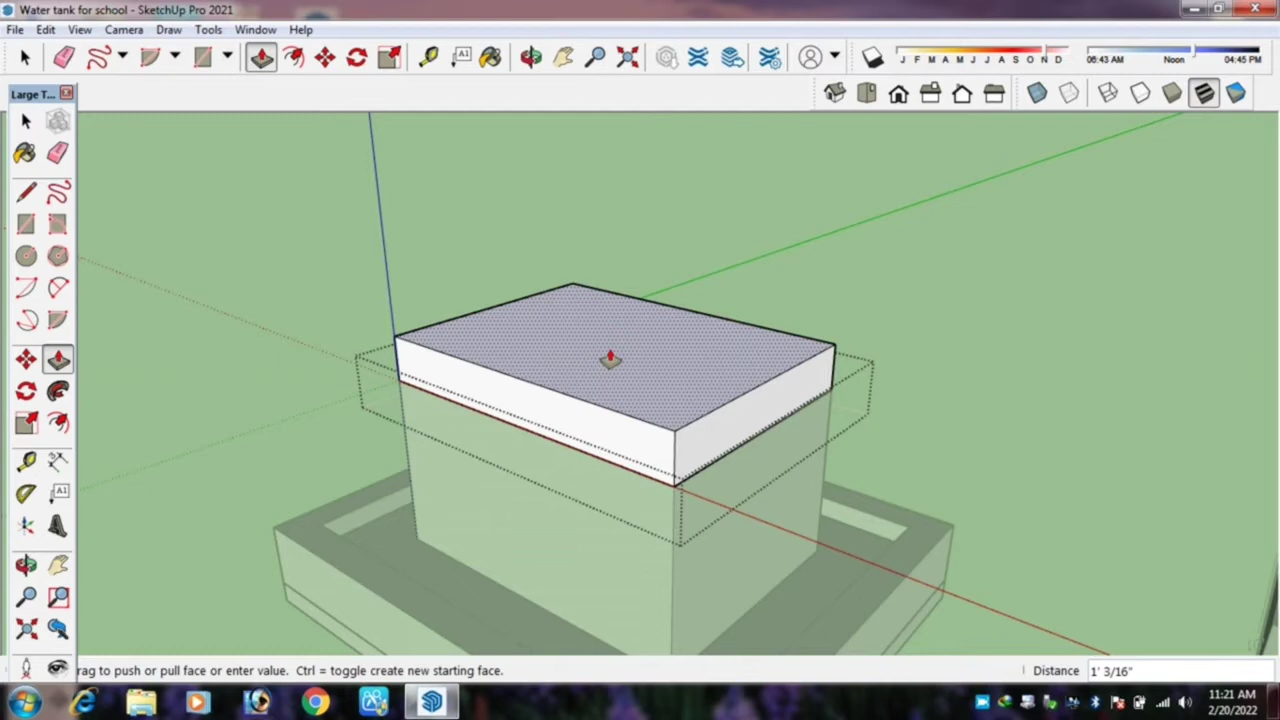 Water tank for school - SketchUp Pro 2021
File Edit View Camera Draw Tools Window Help
A1
J F M A M J J A S O N D
06:43 AM Noon 04:45 PM
Large T...
A1
rag to push or pull face or enter value. Ctrl = toggle create new starting face.
Distance 1' 3/16"
11:21 AM
2/20/2022